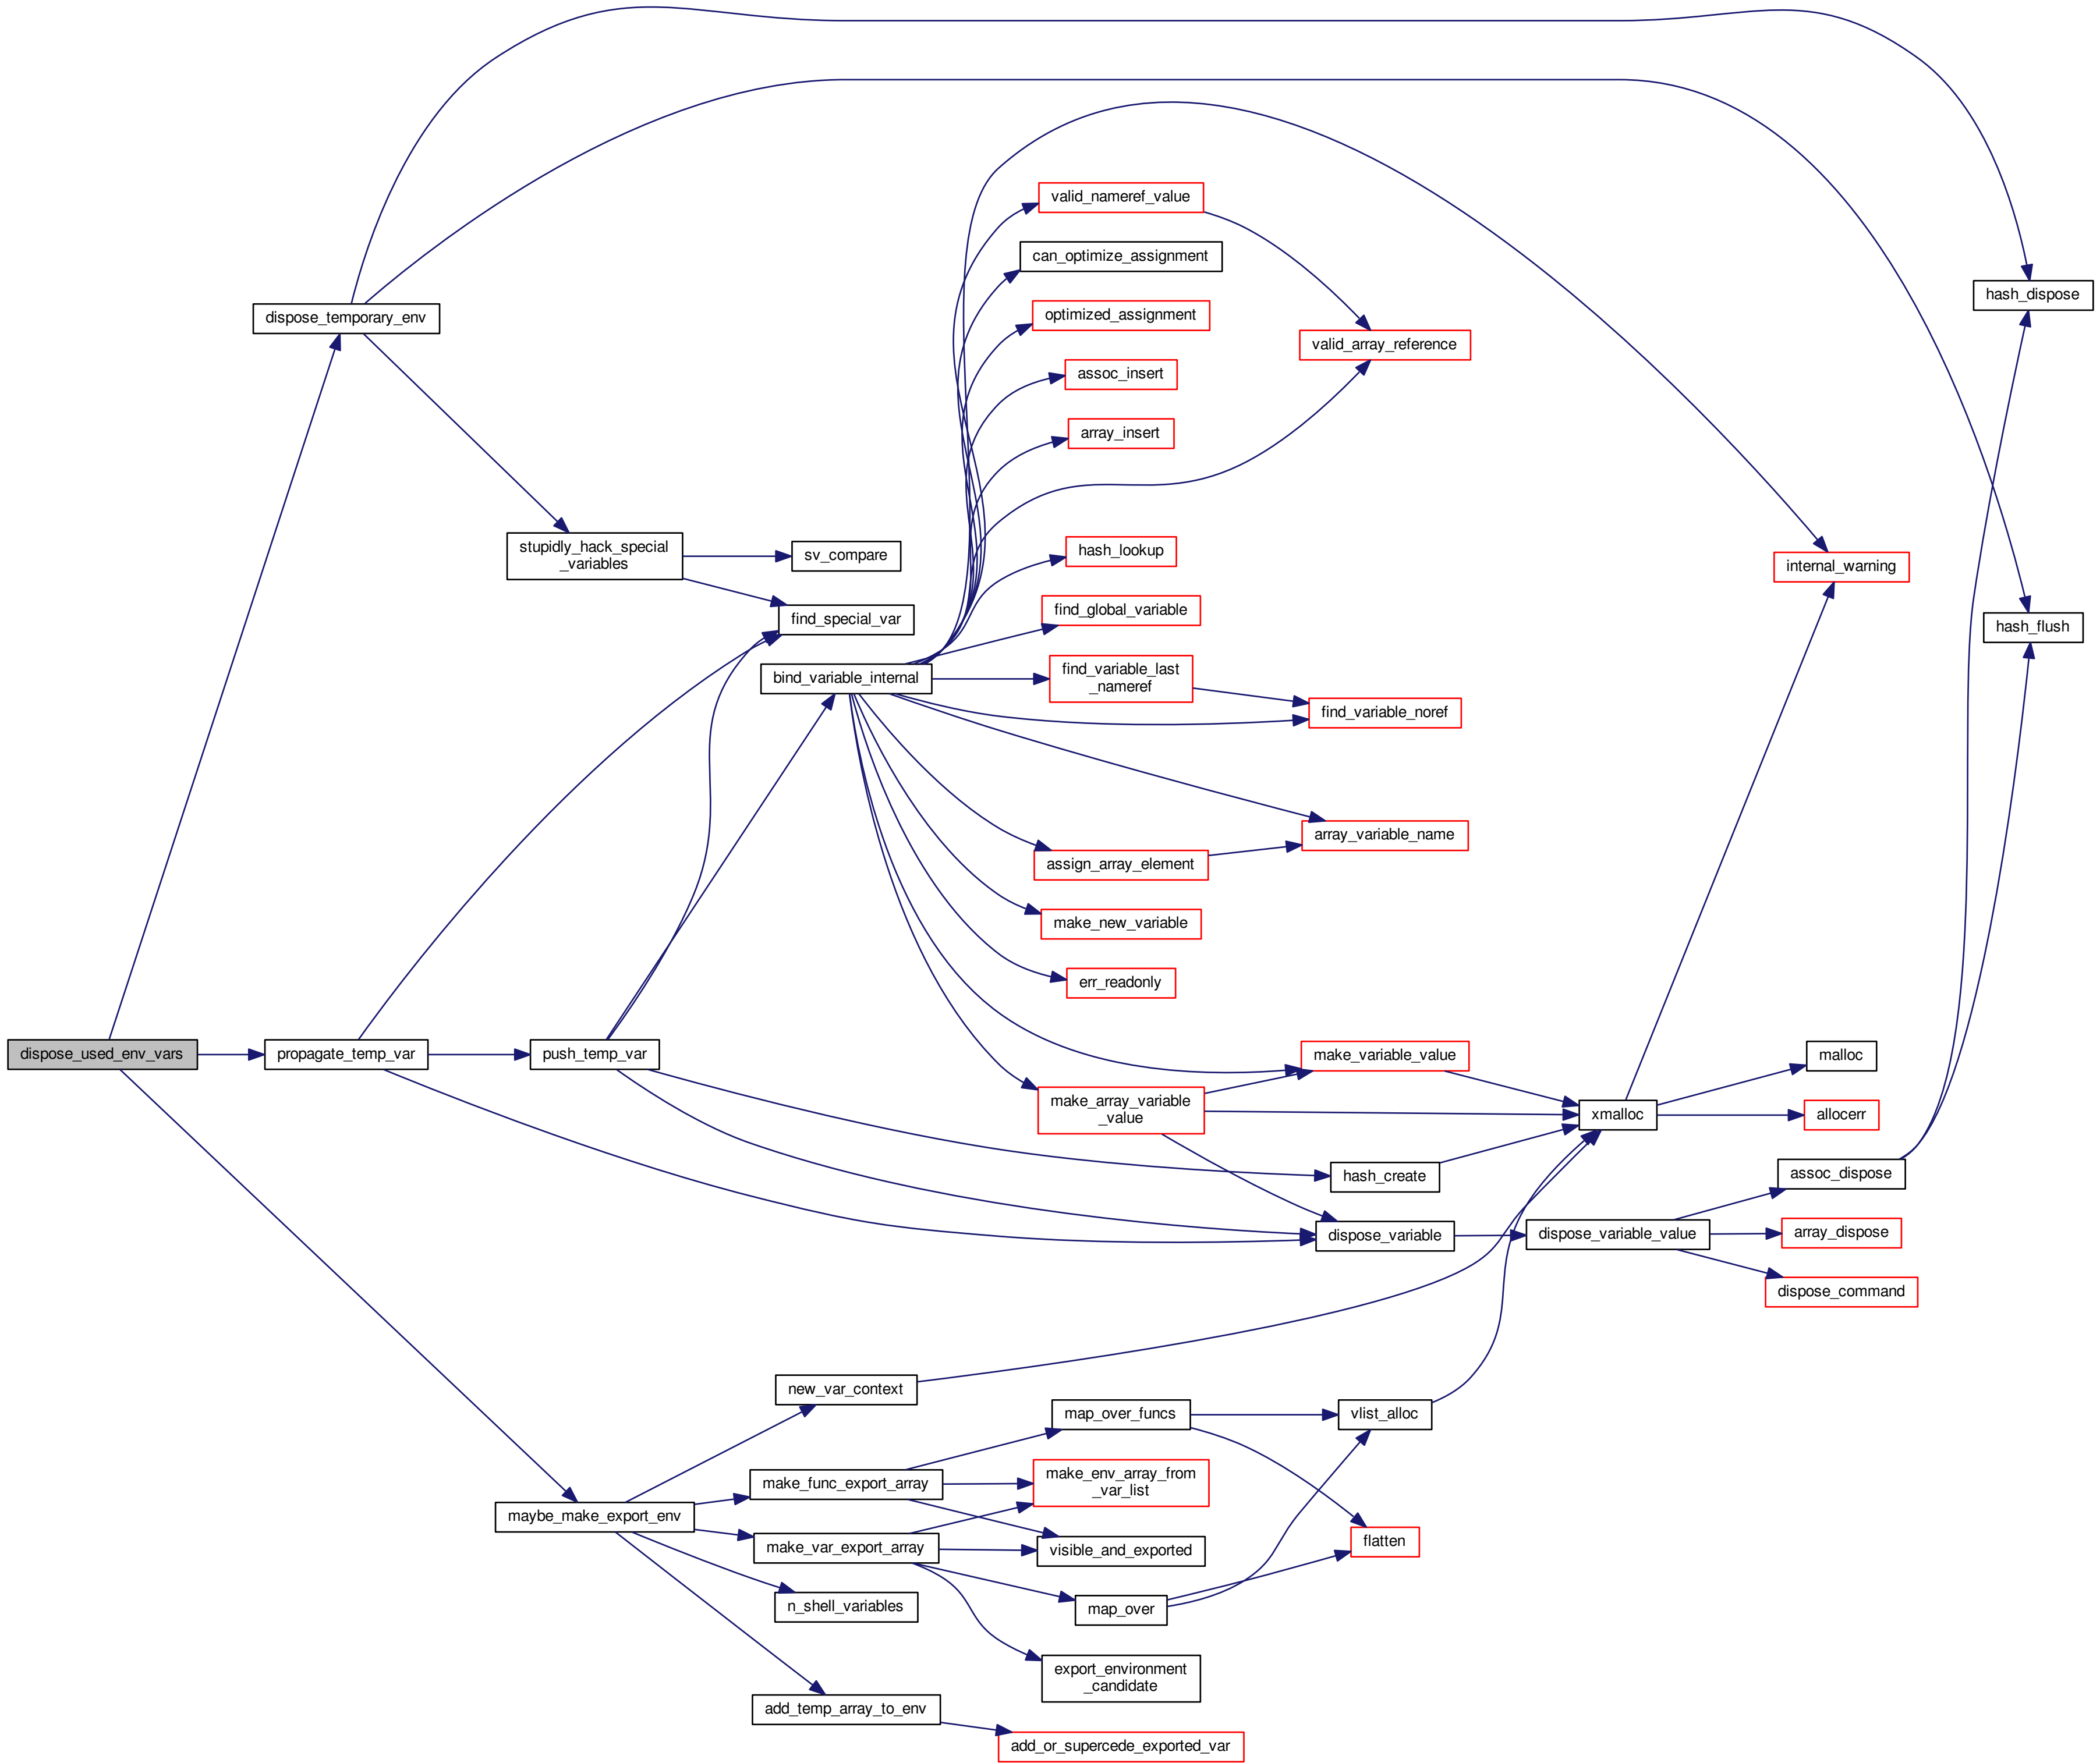 valid_nameref_value
can_optimize_assignment
hash_dispose
dispose_temporary_env
optimized_assignment
valid_array_reference
assoc_insert
array_insert
stupidly_hack_special
_variables
sv_compare
hash_lookup
internal_warning
find_special_var
find_global_variable
hash_flush
bind_variable_internal
find_variable_last
_nameref
find_variable_noref
array_variable_name
assign_array_element
make_new_variable
err_readonly
dispose_used_env_vars
propagate_temp_var
push_temp_var
make_variable_value
malloc
make_array_variable
_value
xmalloc
allocerr
hash_create
assoc_dispose
dispose_variable
dispose_variable_value
array_dispose
dispose_command
new_var_context
map_over_funcs
vlist_alloc
make_func_export_array
make_env_array_from
_var_list
maybe_make_export_env
make_var_export_array
visible_and_exported
flatten
n_shell_variables
map_over
export_environment
_candidate
add_temp_array_to_env
add_or_supercede_exported_var